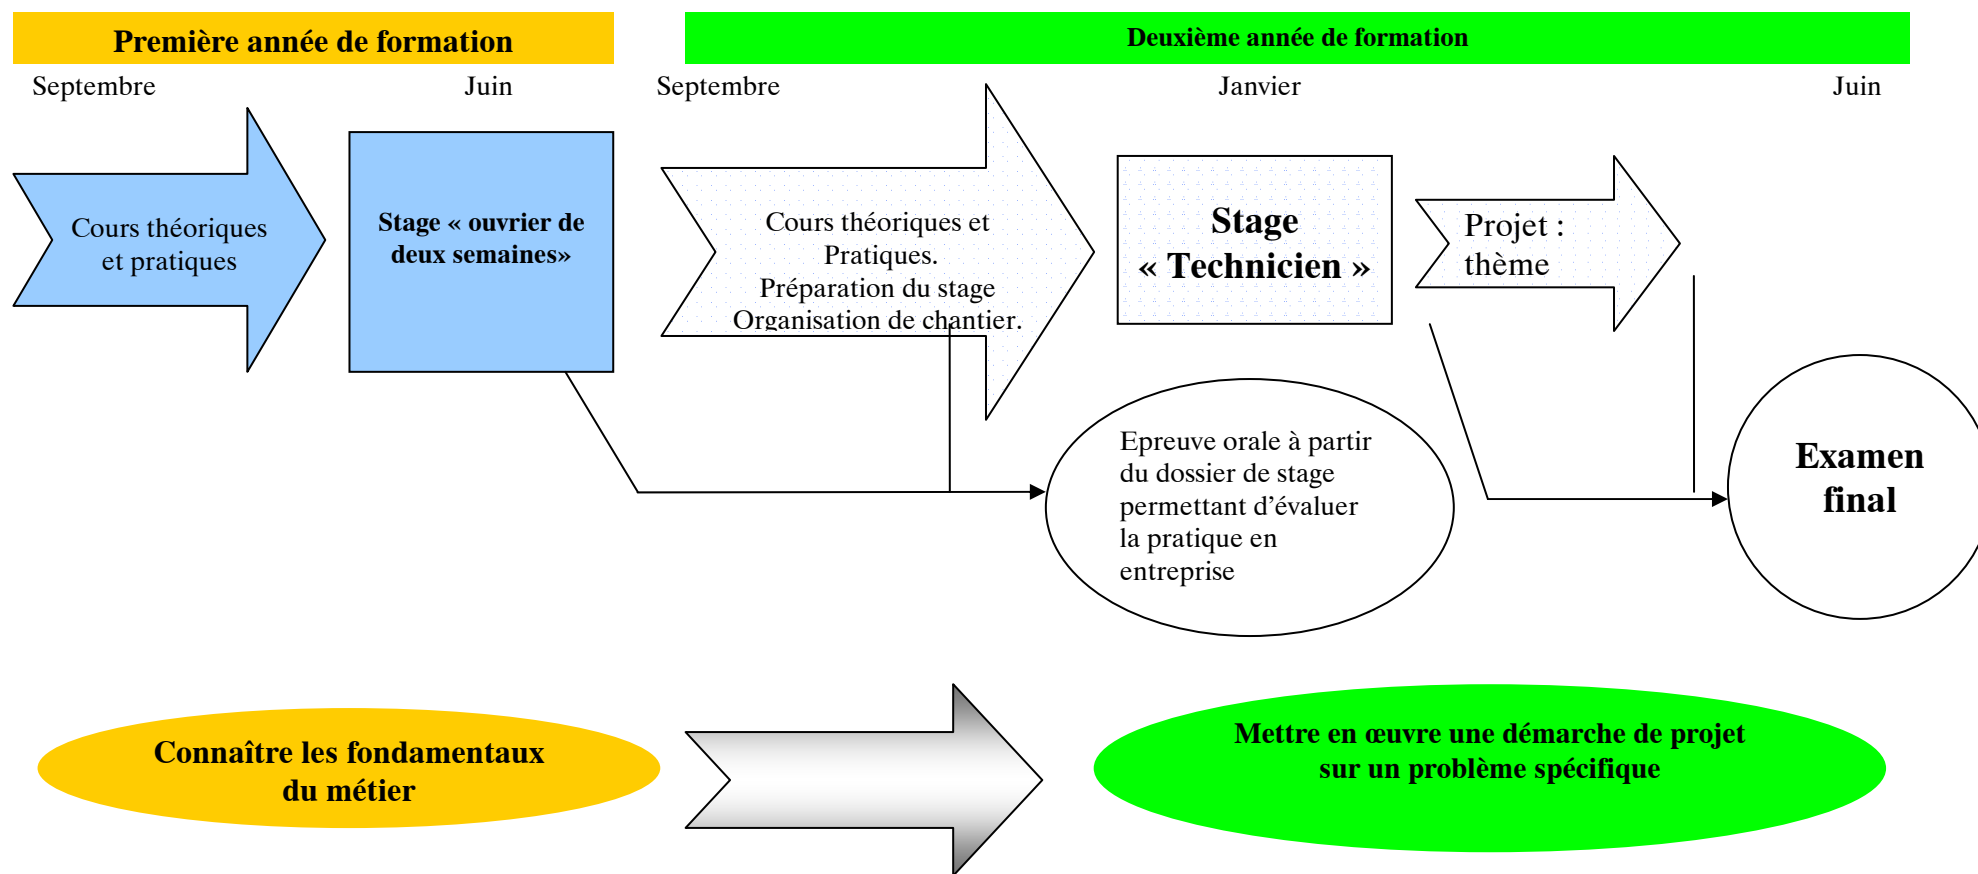 Première année de formation
Deuxième année de formation
Septembre
Juin
Septembre
Janvier
Juin
Cours théoriques
et pratiques
Stage « ouvrier de
deux semaines»
Cours théoriques et
Pratiques.
Préparation du stage
Organisation de chantier.
Stage
« Technicien »
Projet :
thème
Epreuve orale à partir
du dossier de stage
permettant d’évaluer
la pratique en
entreprise
Examen
final
Connaître les fondamentaux
du métier
Mettre en œuvre une démarche de projet
sur un problème spécifique